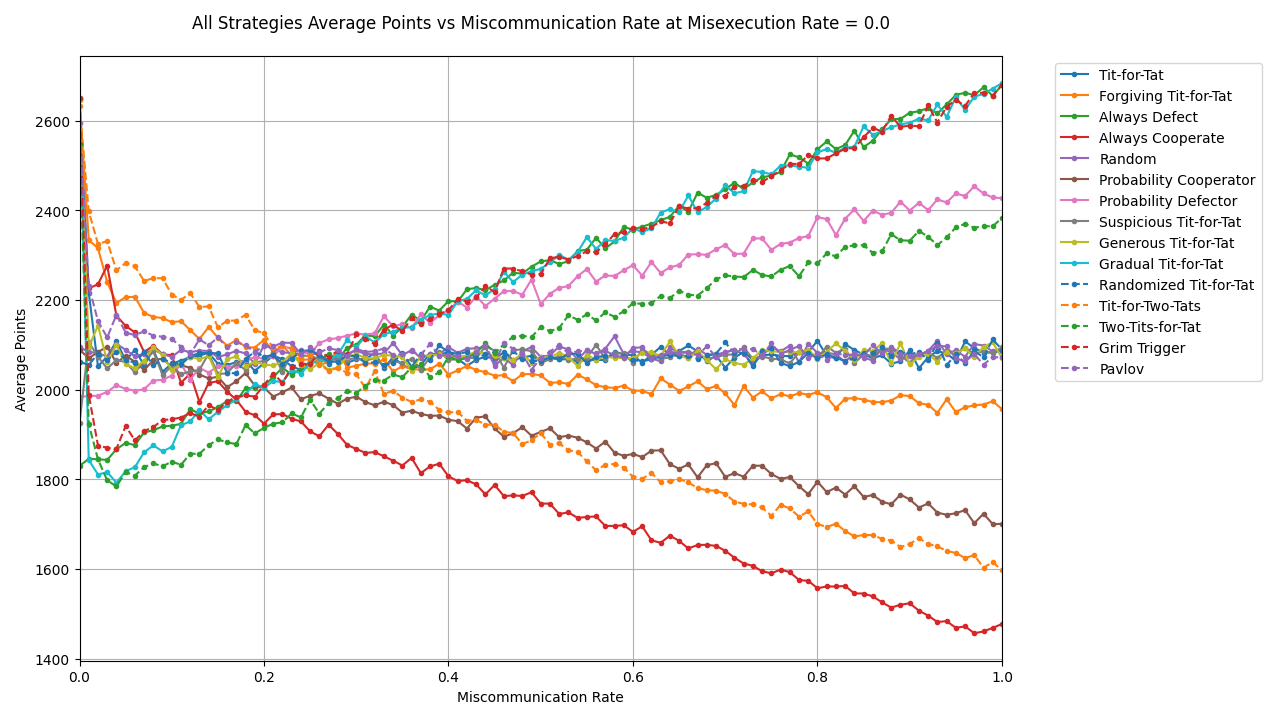 All Strategies Average Points vs Miscommunication Rate at Misexecution Rate = 0.0
Average Points
2600
2400
2200
2000
1800
1600
1400
0.0
0.2
0.4
0.6
0.8
1.0
Miscommunication Rate
Tit-for-Tat
Forgiving Tit-for-Tat
Always Defect
Always Cooperate
Random
Probability Cooperator
Probability Defector
Suspicious Tit-for-Tat
Generous Tit-for-Tat
Gradual Tit-for-Tat
Randomized Tit-for-Tat
Tit-for-Two-Tats
Two-Tits-for-Tat
Grim Trigger
Pavlov